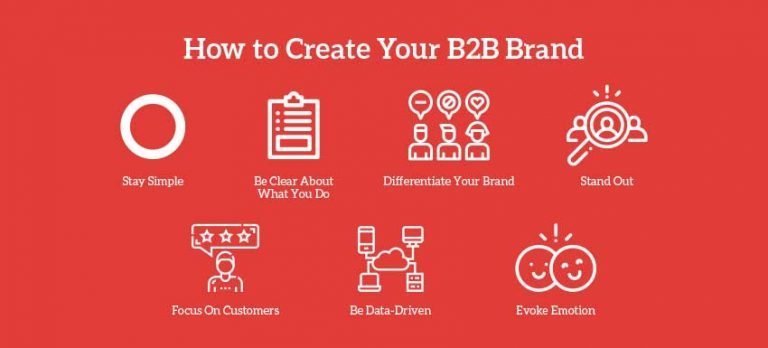 How to Create Your B2B Brand
Stay Simple
Be Clear About
What You Do
Differentiate Your Brand
Stand Out
Focus On Customers
Be Data-Driven
Evoke Emotion